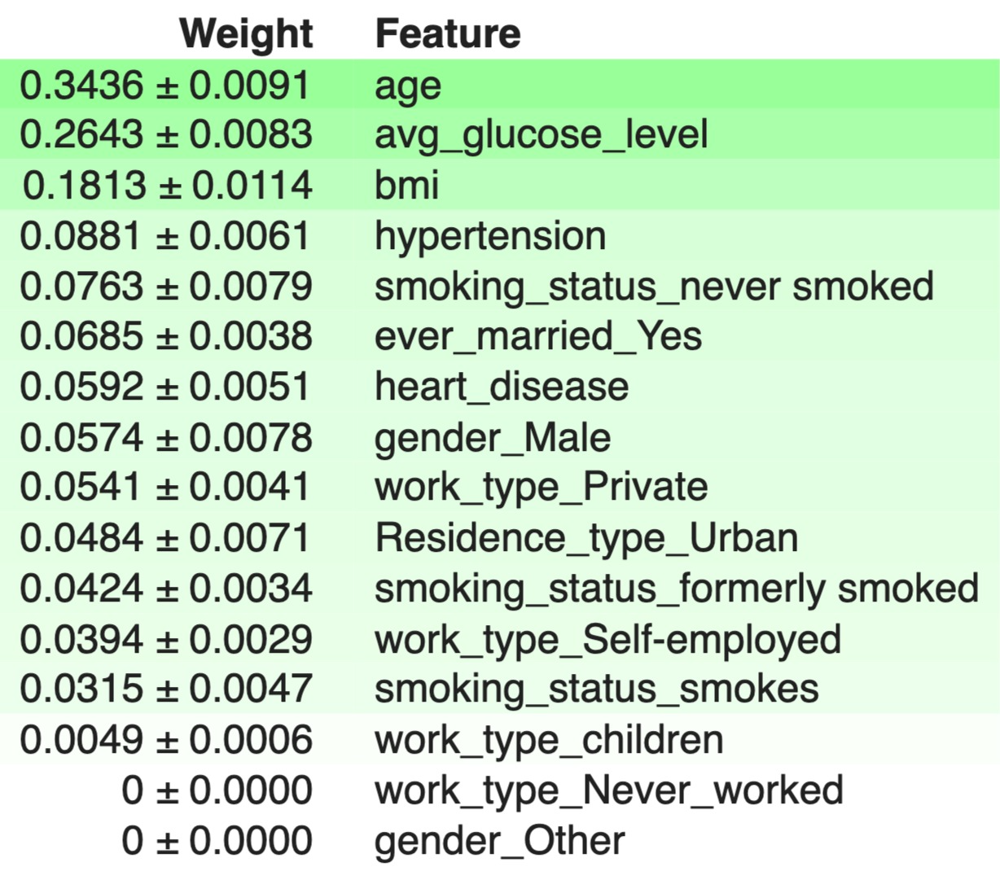 Weight Feature
0.3436 ± 0.0091 age
0.2643 ± 0.0083 avg_glucose_level
0.1813 ± 0.0114 bmi
0.0881 ± 0.0061 hypertension
0.0763 ± 0.0079 smoking_status_never smoked
0.0685 ± 0.0038 ever_married_Yes
0.0592 ± 0.0051 heart_disease
0.0574 ± 0.0078 gender_Male
0.0541 ± 0.0041 work_type_Private
0.0484 ± 0.0071 Residence_type_Urban
0.0424 ± 0.0034 smoking_status_formerly smoked
0.0394 ± 0.0029 work_type_Self-employed
0.0315 ± 0.0047 smoking_status_smokes
0.0049 ± 0.0006 work_type_children
0 ± 0.0000 work_type_Never_worked
0 ± 0.0000 gender_Other